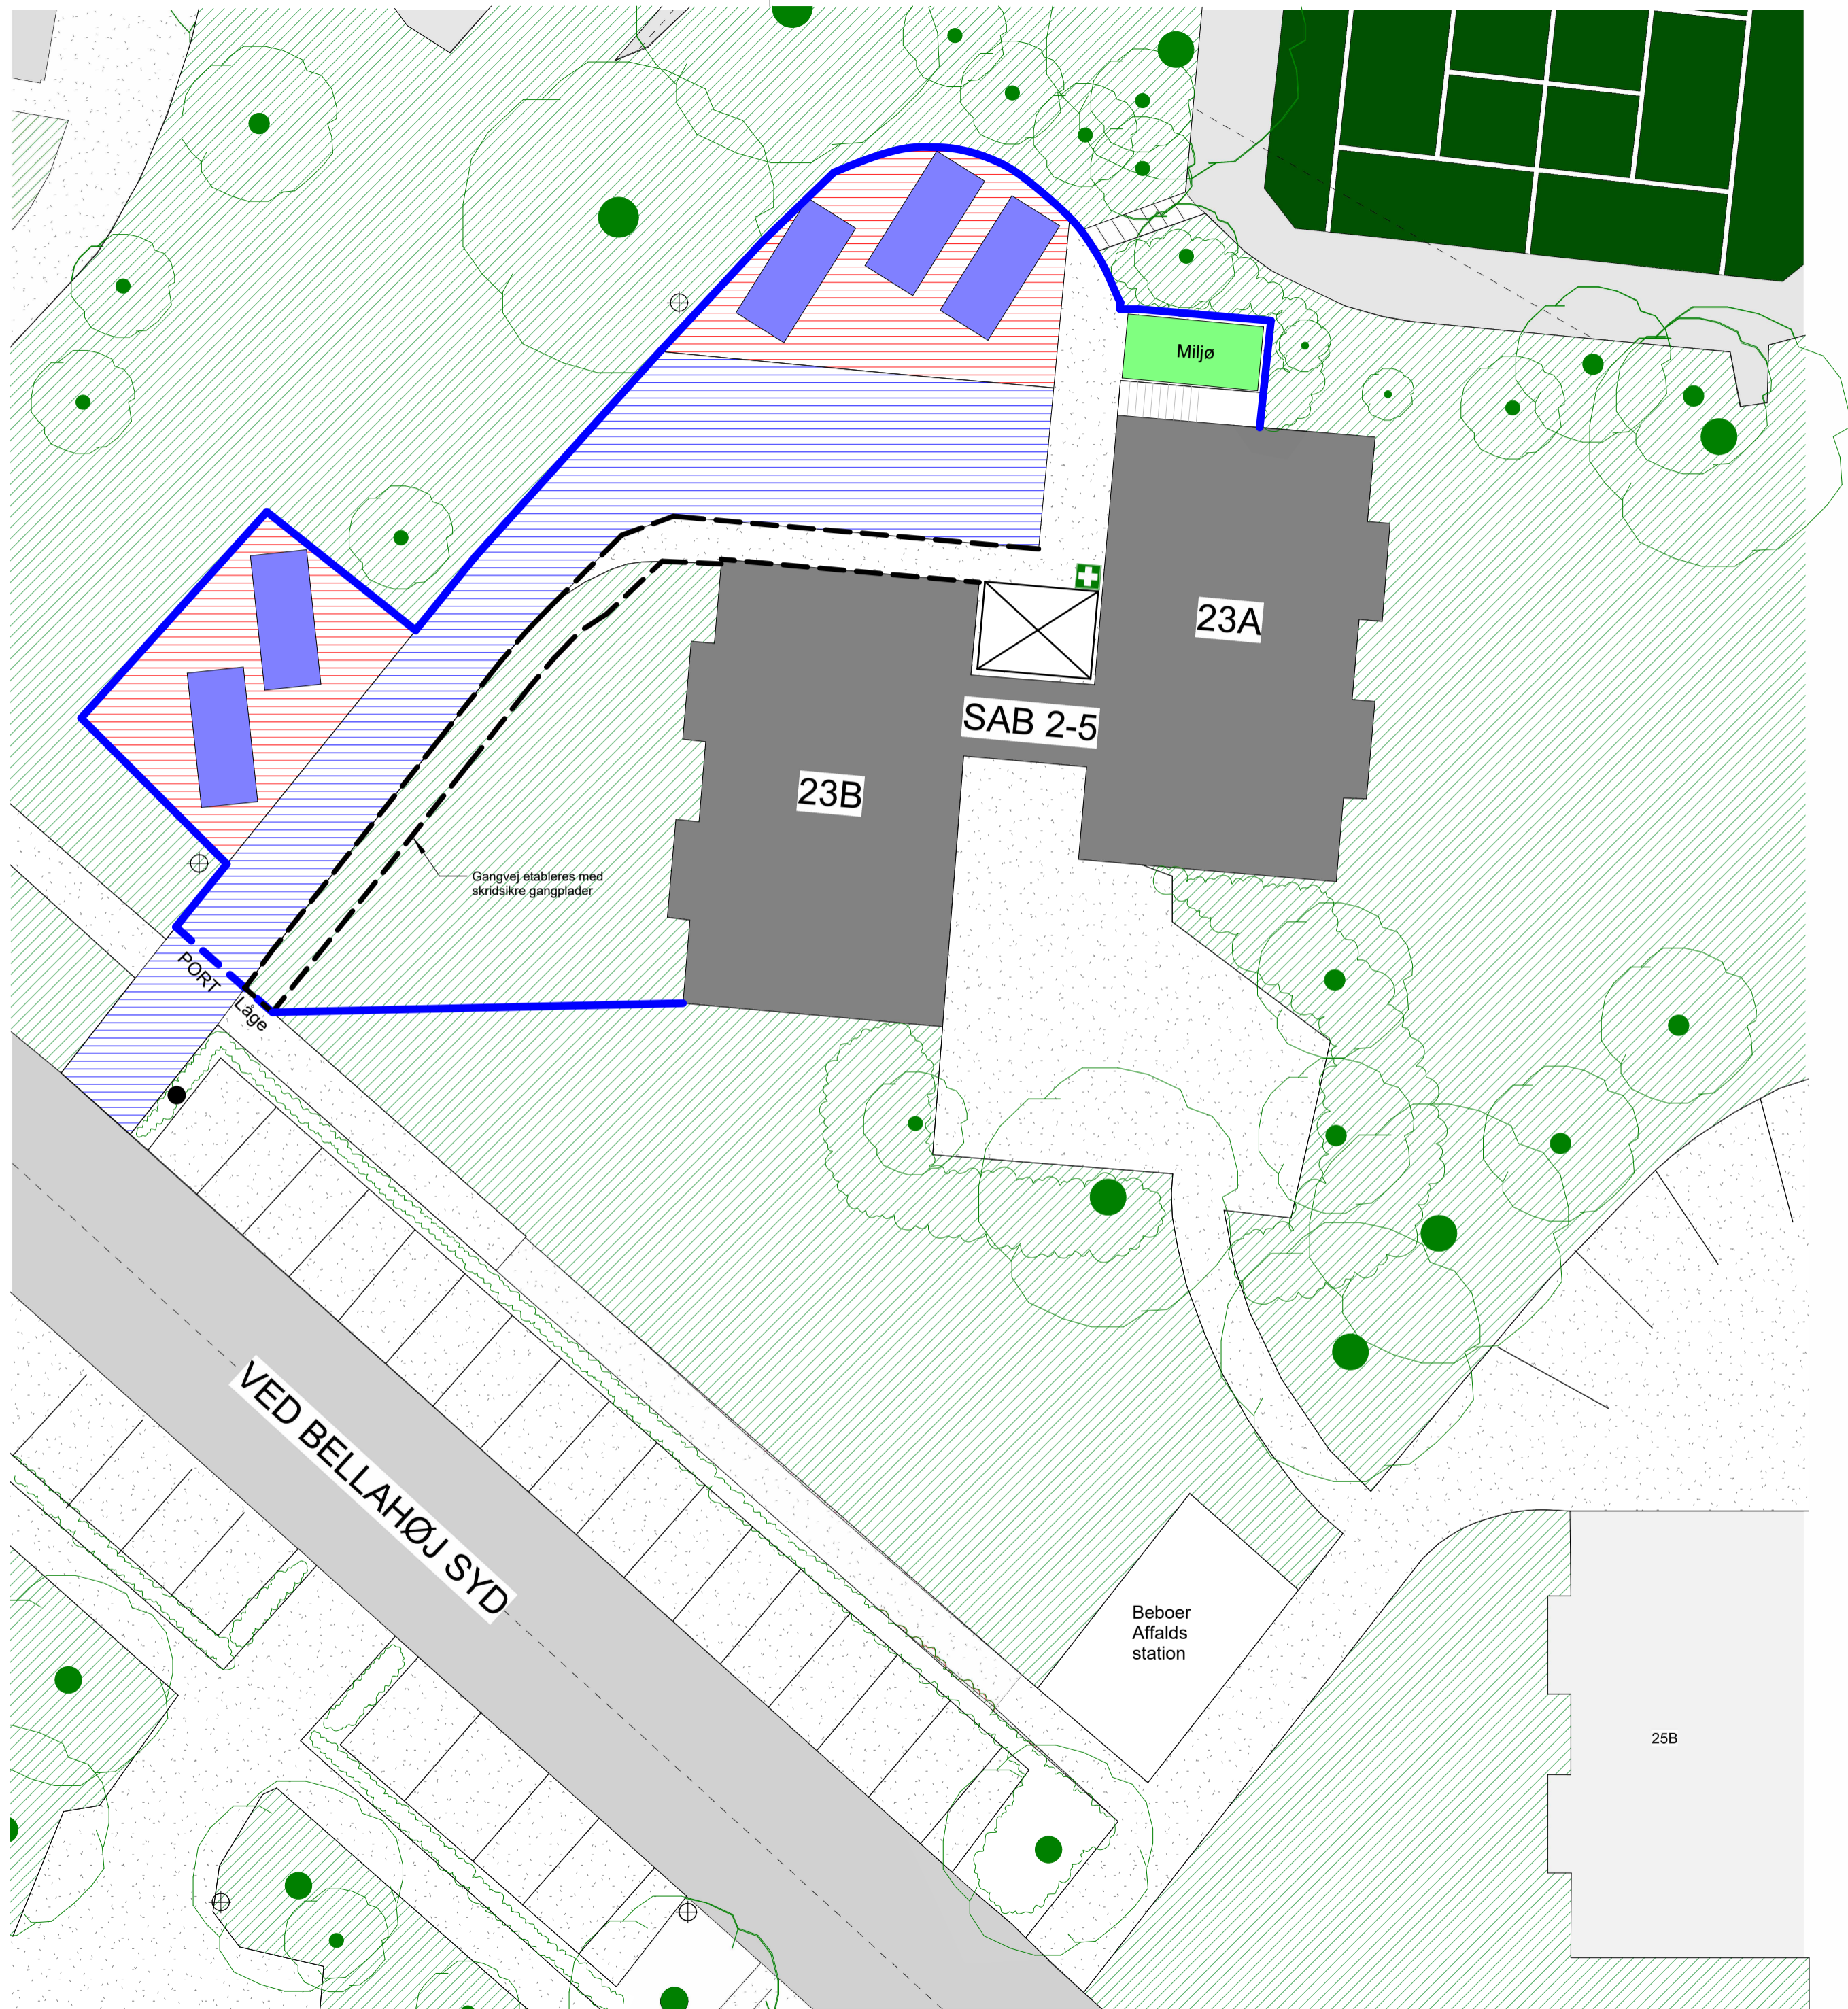 Miljø
23A
SAB 2-5
23B
Gangvej etableres med
skridsikre gangplader
PORT
Låge
VED BELLAHØJ SYD
Beboer
Affalds
station
25B